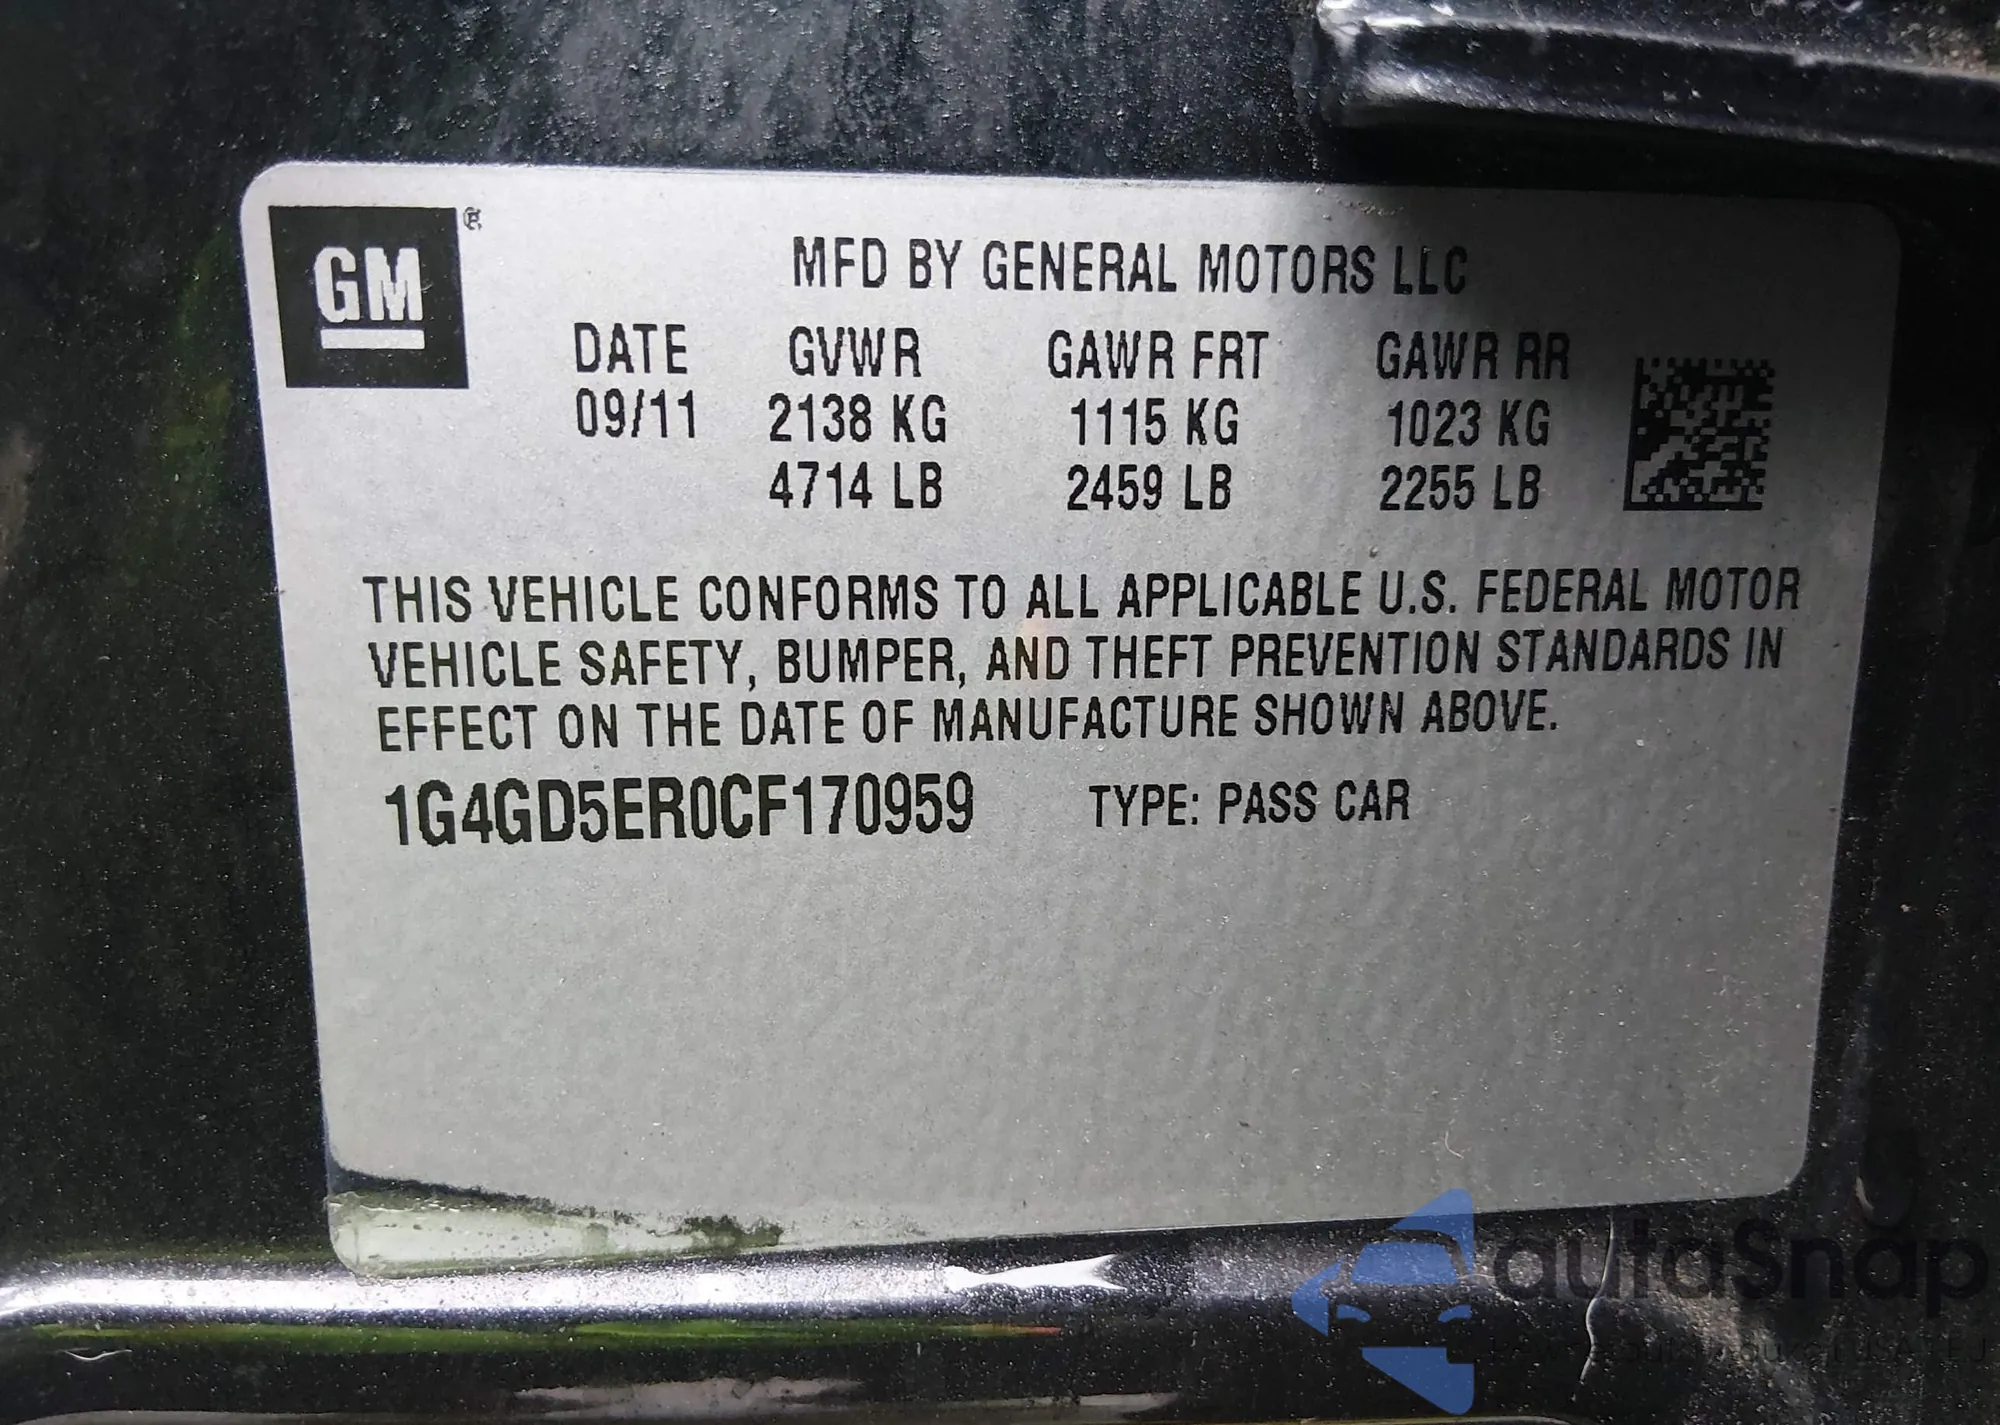 GM®
MFD BY GENERAL MOTORS LLC
DATE GVWR GAWR FRT GAWR RR
09/11 2138 KG 1115 KG 1023 KG
4714 LB 2459 LB 2255 LB
THIS VEHICLE CONFORMS TO ALL APPLICABLE U.S. FEDERAL MOTOR
VEHICLE SAFETY, BUMPER, AND THEFT PREVENTION STANDARDS IN
EFFECT ON THE DATE OF MANUFACTURE SHOWN ABOVE.
1G4GD5ER0CF170959 TYPE: PASS CAR
autaSnap